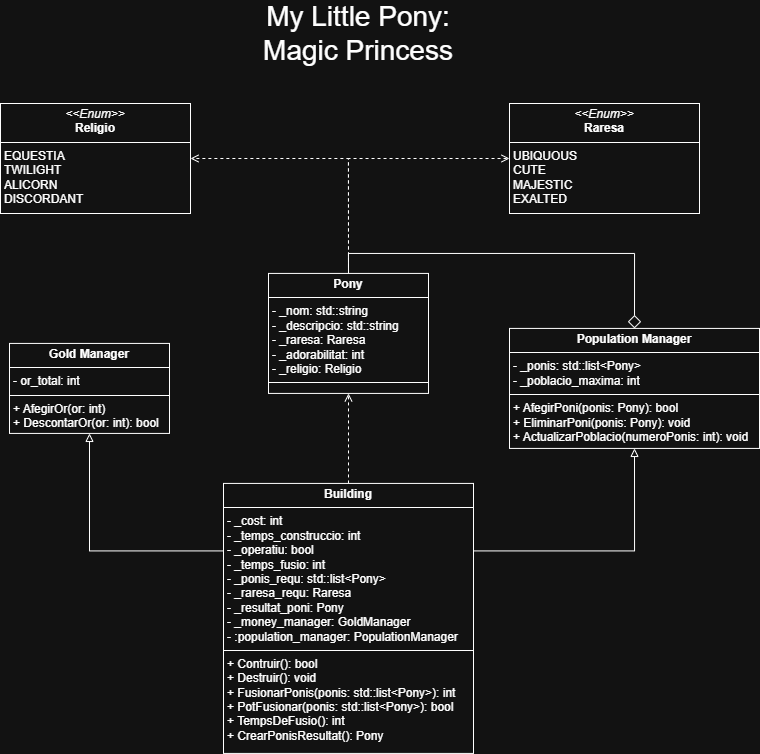 My Little Pony:
Magic Princess
<<Enum>>
Religio
EQUESTIA
TWILIGHT
ALICORN
DISCORDANT
<<Enum>>
Raresa
UBIQUOUS
CUTE
MAJESTIC
EXALTED
Pony
- _nom: std::string
- _descripcio: std::string
- _raresa: Raresa
- _adorabilitat: int
- _religio: Religio
Gold Manager
- or_total: int
+ AfegirOr(or: int)
+ DescontarOr(or: int): bool
Population Manager
- _ponis: std::list<Pony>
- _poblacio_maxima: int
+ AfegirPoni(ponis: Pony): bool
+ EliminarPoni(ponis: Pony): void
+ ActualizarPoblacio(numeroPonis: int): void
Building
- _cost: int
- _temps_construccio: int
- _operatiu: bool
- _temps_fusio: int
- _ponis_requ: std::list<Pony>
- _raresa_requ: Raresa
- _resultat_poni: Pony
- _money_manager: GoldManager
- :population_manager: PopulationManager
+ Contruir(): bool
+ Destruir(): void
+ FusionarPonis(ponis: std::list<Pony>): int
+ PotFusionar(ponis: std::list<Pony>): bool
+ TempsDeFusio(): int
+ CrearPonisResultat(): Pony